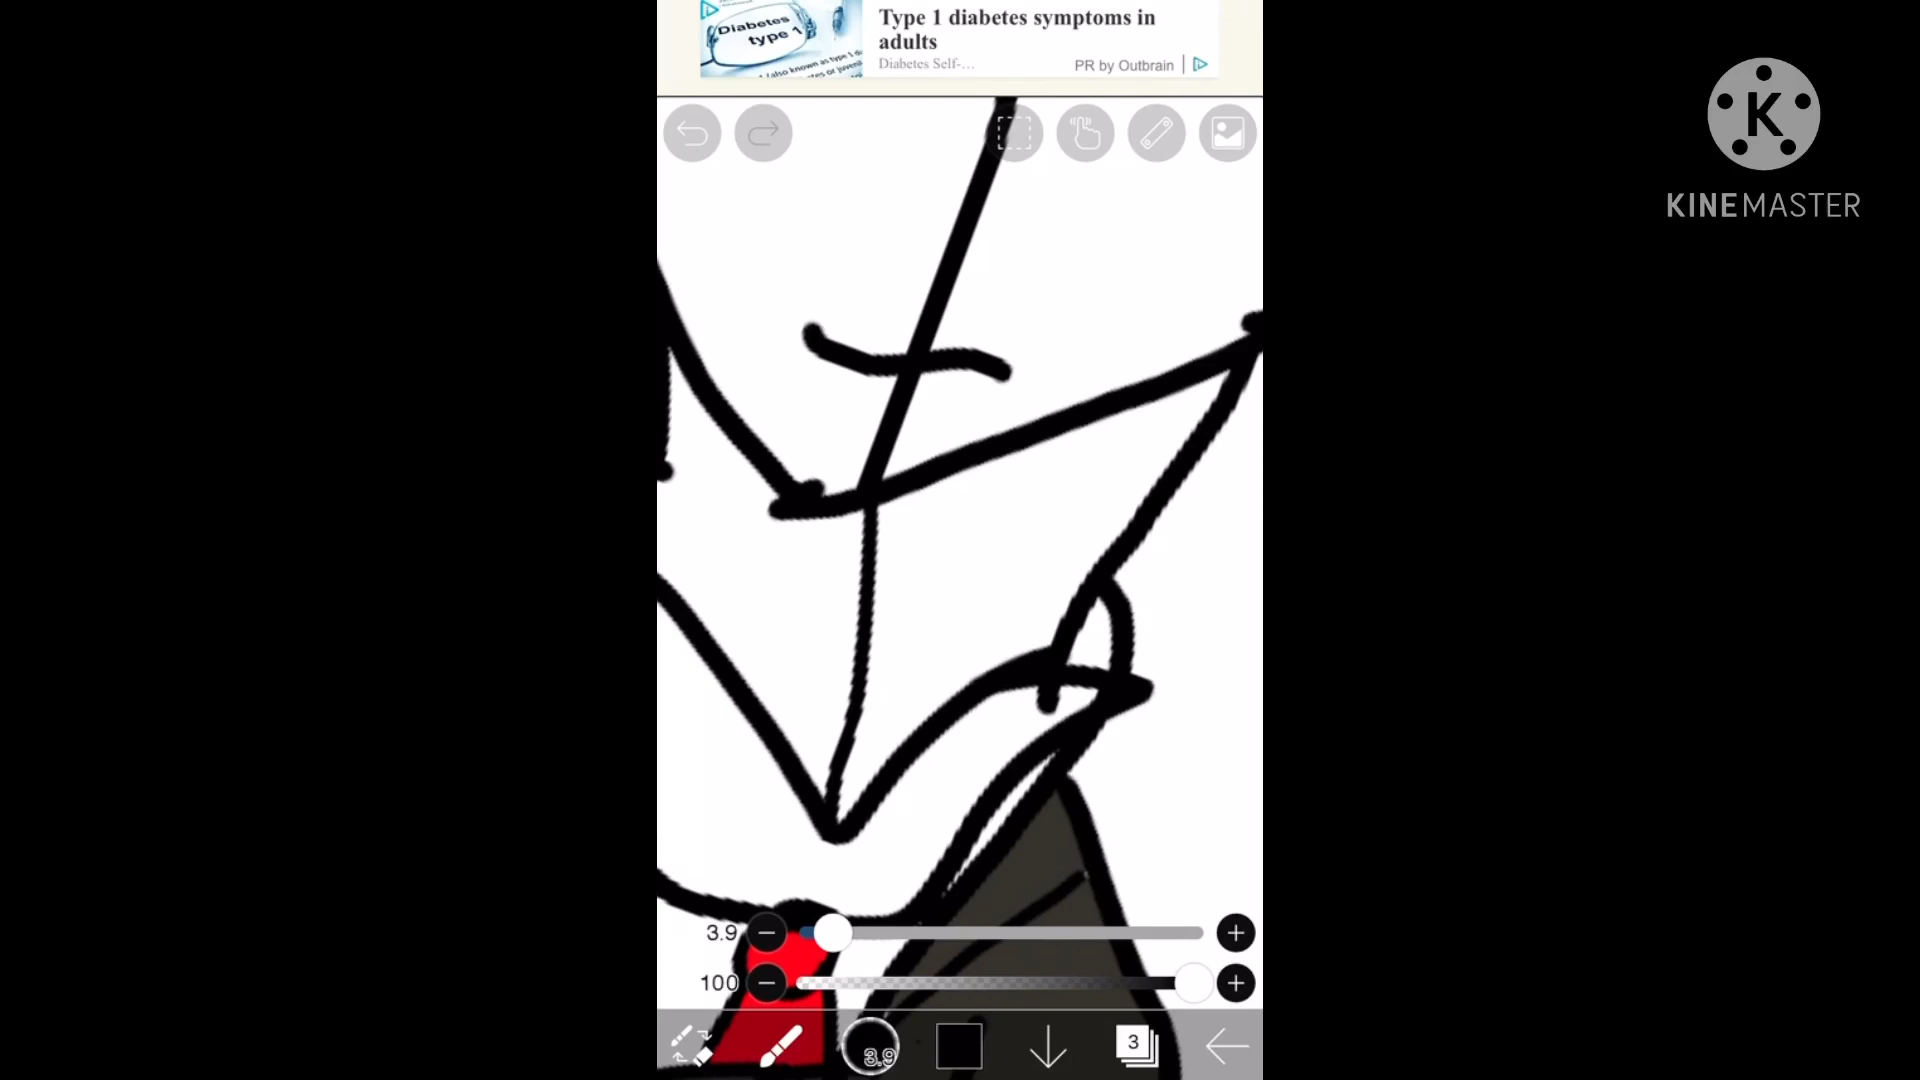 Diabetes
type 1
Type 1 diabetes symptoms in
adults
Diabetes Self-...
PR by Outbrain
K
KINEMASTER
3.9
100
3.9
3